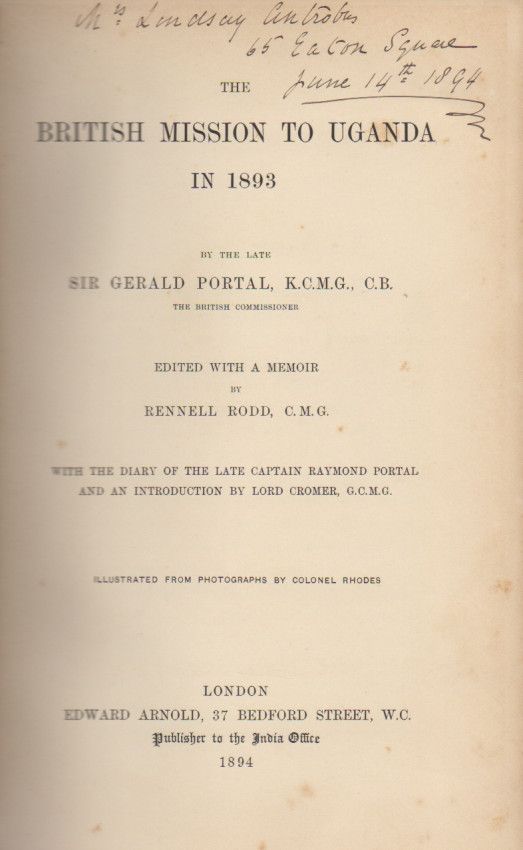 Mrs Lindsay Antrobus
65 Eaton Square
June 14th 1894
THE
BRITISH MISSION TO UGANDA
IN 1893
BY THE LATE
SIR GERALD PORTAL, K.C.M.G., C.B.
THE BRITISH COMMISSIONER
EDITED WITH A MEMOIR
BY
RENNELL RODD, C.M.G.
WITH THE DIARY OF THE LATE CAPTAIN RAYMOND PORTAL
AND AN INTRODUCTION BY LORD CROMER, G.C.M.G.
ILLUSTRATED FROM PHOTOGRAPHS BY COLONEL RHODES
LONDON
EDWARD ARNOLD, 37 BEDFORD STREET, W.C.
Publisher to the India Office
1894